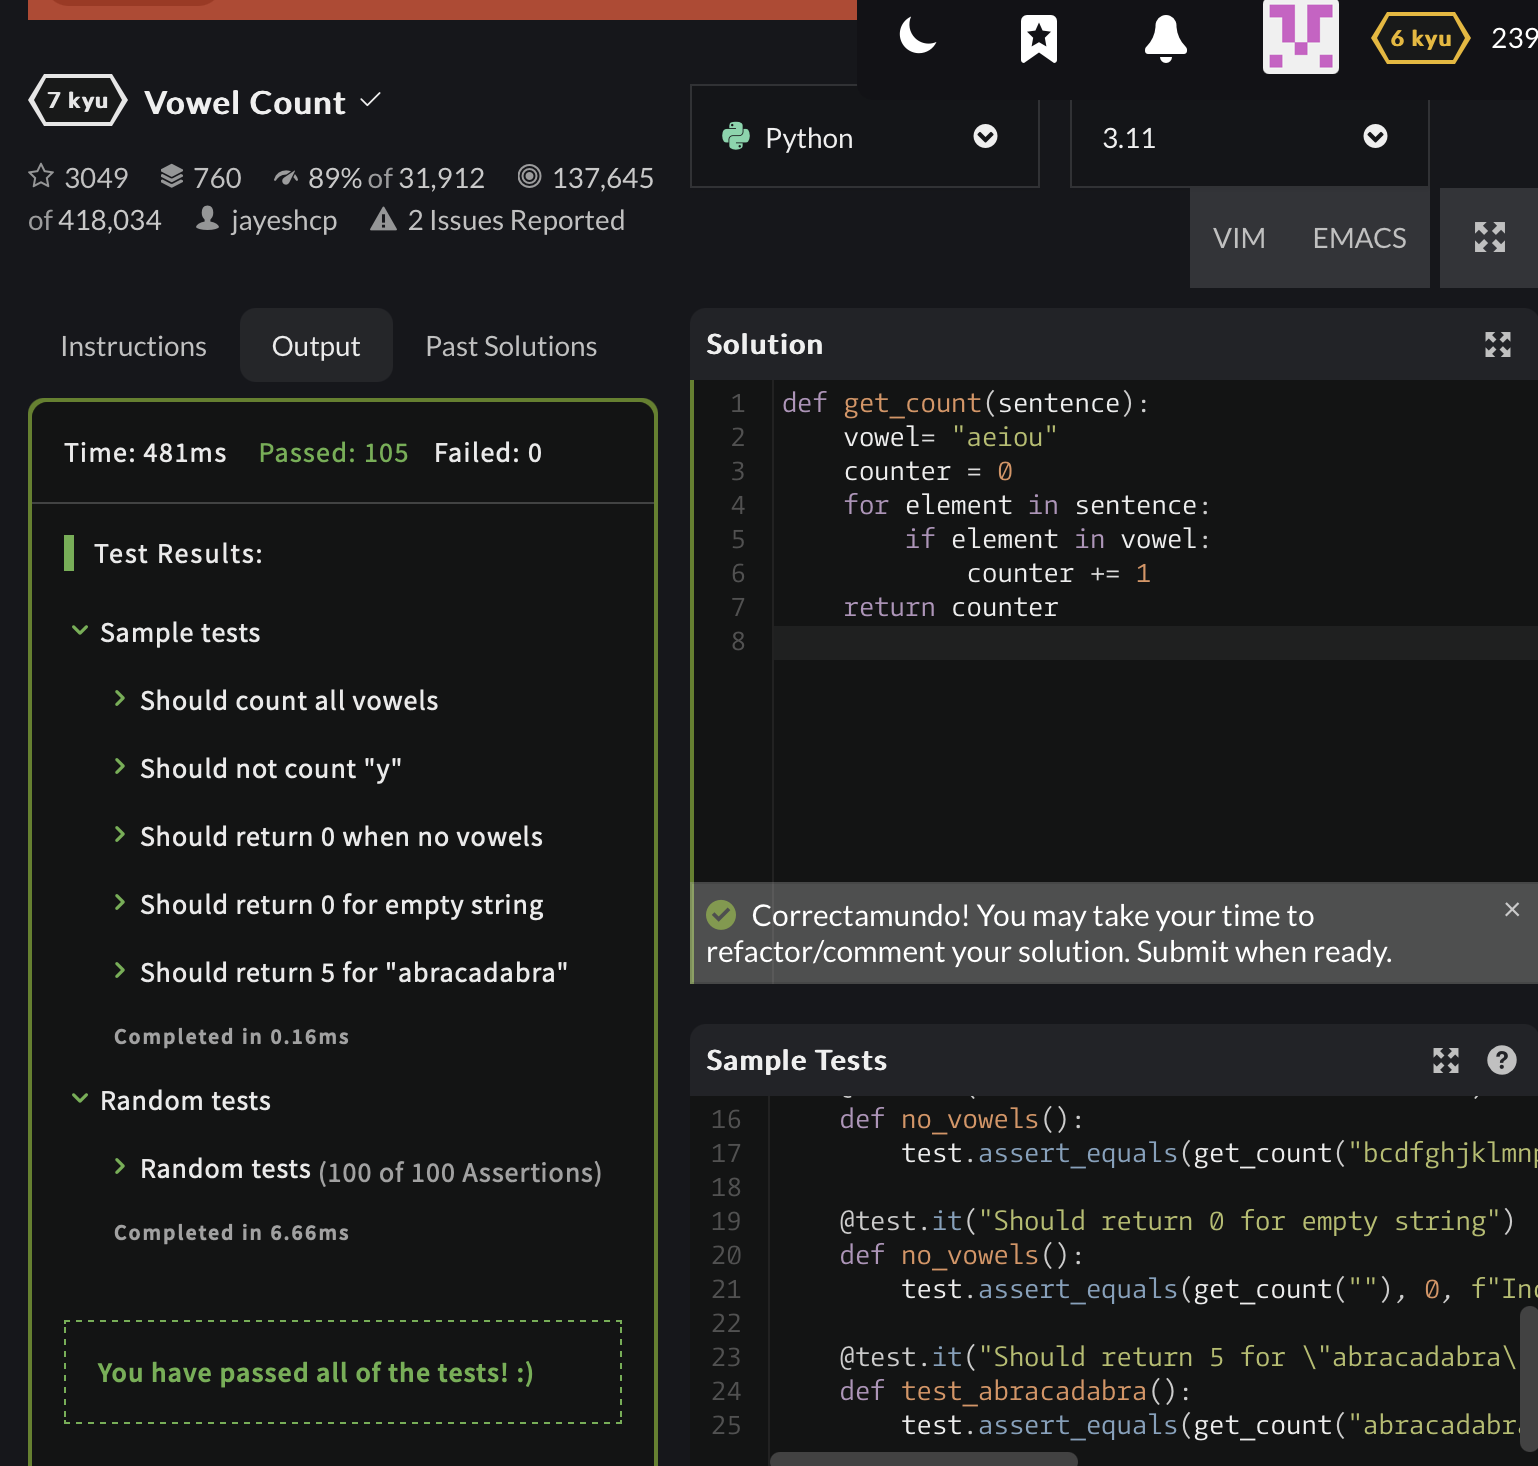 6 kyu 239
7 kyu Vowel Count
3049 760 89% of 31,912 137,645
of 418,034 jayeshcp 2 Issues Reported
Python 3.11
VIM EMACS
Instructions Output Past Solutions
Time: 481ms Passed: 105 Failed: 0
Test Results:
Sample tests
Should count all vowels
Should not count "y"
Should return 0 when no vowels
Should return 0 for empty string
Should return 5 for "abracadabra"
Completed in 0.16ms
Random tests
Random tests (100 of 100 Assertions)
Completed in 6.66ms
You have passed all of the tests! :)
Solution
1 def get_count(sentence):
2     vowel= "aeiou"
3     counter = 0
4     for element in sentence:
5         if element in vowel:
6             counter += 1
7     return counter
8
Correctamundo! You may take your time to
refactor/comment your solution. Submit when ready.
Sample Tests
16     def no_vowels():
17         test.assert_equals(get_count("bcdfghjklmnp
18
19     @test.it("Should return 0 for empty string")
20     def no_vowels():
21         test.assert_equals(get_count(""), 0, f"Inc
22
23     @test.it("Should return 5 for \"abracadabra\
24     def test_abracadabra():
25         test.assert_equals(get_count("abracadabr